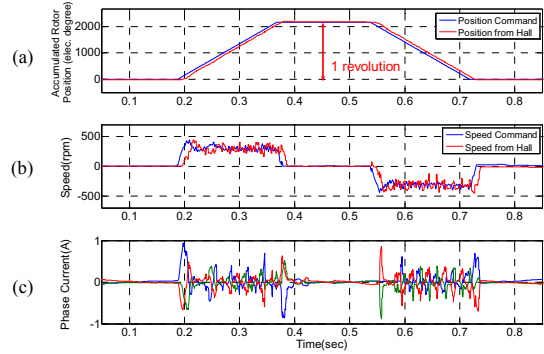 (a)
Accumulated Rotor
Position (elec. degree)
2000
1000
0
Position Command
Position from Hall
1 revolution
0.1 0.2 0.3 0.4 0.5 0.6 0.7 0.8
(b)
Speed(rpm)
500
0
-500
Speed Command
Speed from Hall
0.1 0.2 0.3 0.4 0.5 0.6 0.7 0.8
(c)
Phase Current(A)
1
0
-1
0.1 0.2 0.3 0.4 0.5 0.6 0.7 0.8
Time(sec)